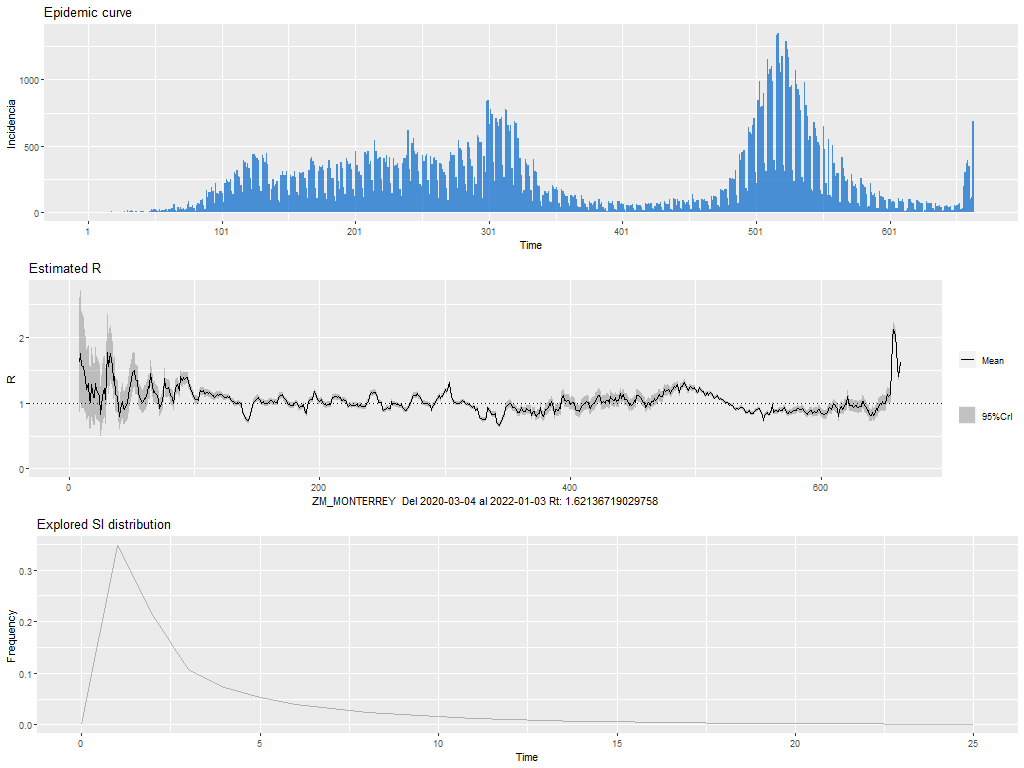 Epidemic curve
Incidencia
1000
500
0
1 101 201 301 401 501 601
Time
Estimated R
R
2
1
0
Mean
95%CrI
0 200 400 600
ZM_MONTERREY Del 2020-03-04 al 2022-01-03 Rt: 1.62136719029758
Explored SI distribution
Frequency
0.3
0.2
0.1
0.0
0 5 10 15 20 25
Time